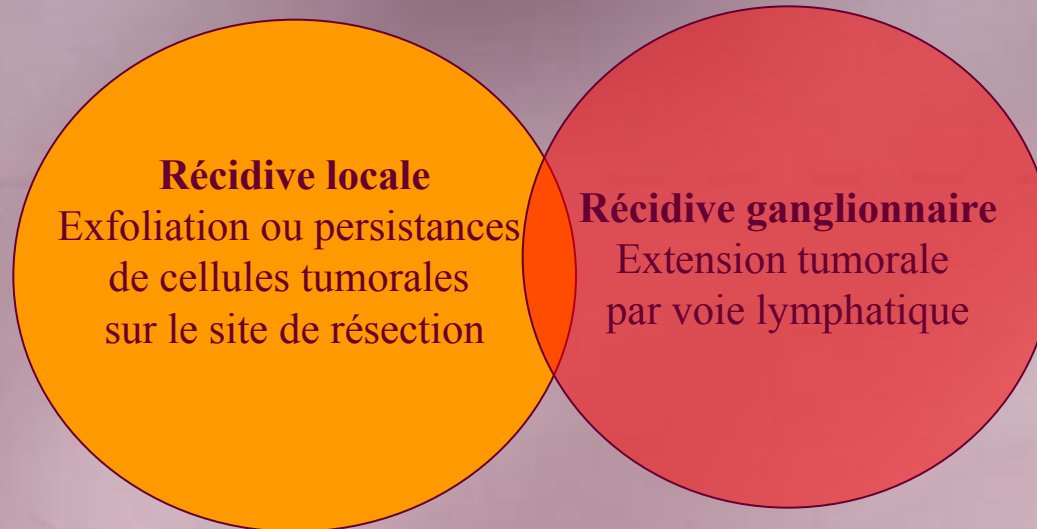 Récidive locale
Exfoliation ou persistances
de cellules tumorales
sur le site de résection
Récidive ganglionnaire
Extension tumorale
par voie lymphatique